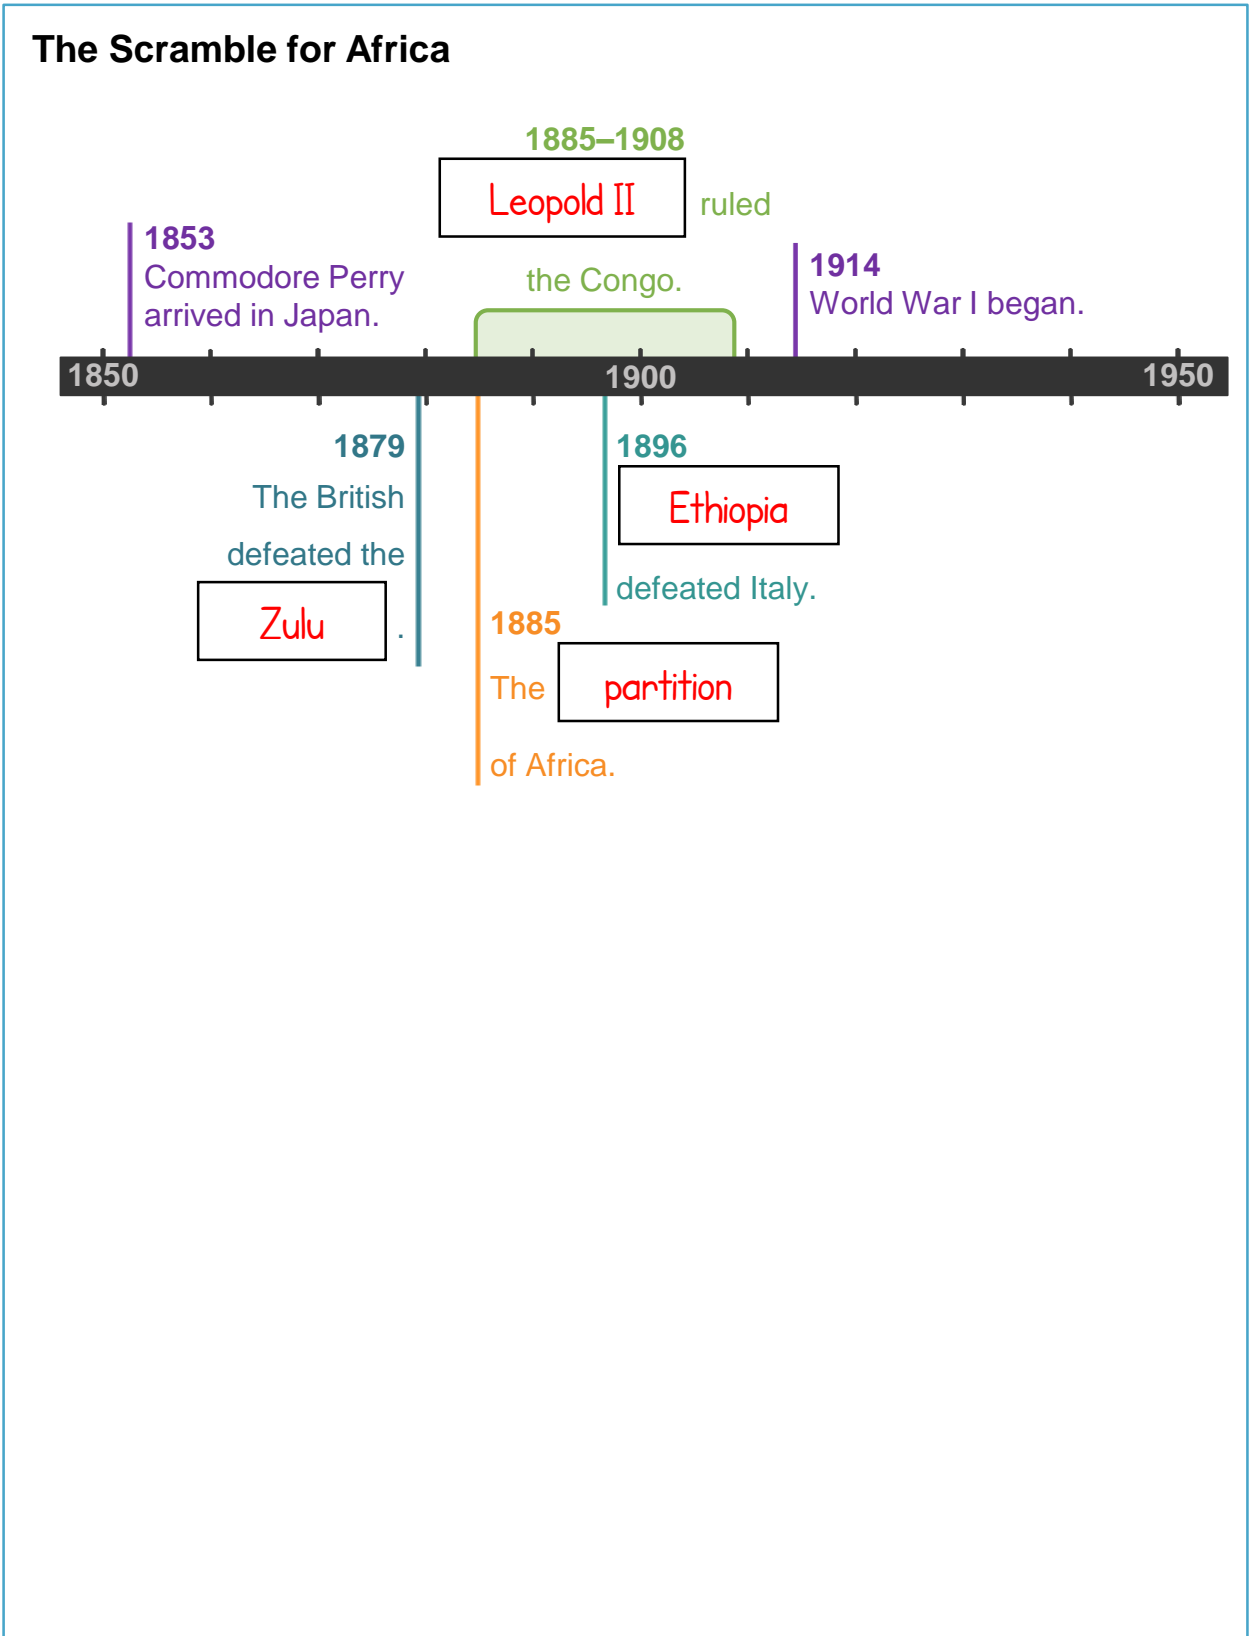 The Scramble for Africa
1885–1908
Leopold II ruled
the Congo.
1853
Commodore Perry
arrived in Japan.
1914
World War I began.
1850 1900 1950
1879
The British
defeated the
Zulu .
1896
Ethiopia
defeated Italy.
1885
The partition
of Africa.